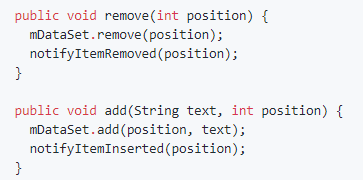 public void remove(int position) {
  mDataSet.remove(position);
  notifyItemRemoved(position);
}

public void add(String text, int position) {
  mDataSet.add(position, text);
  notifyItemInserted(position);
}